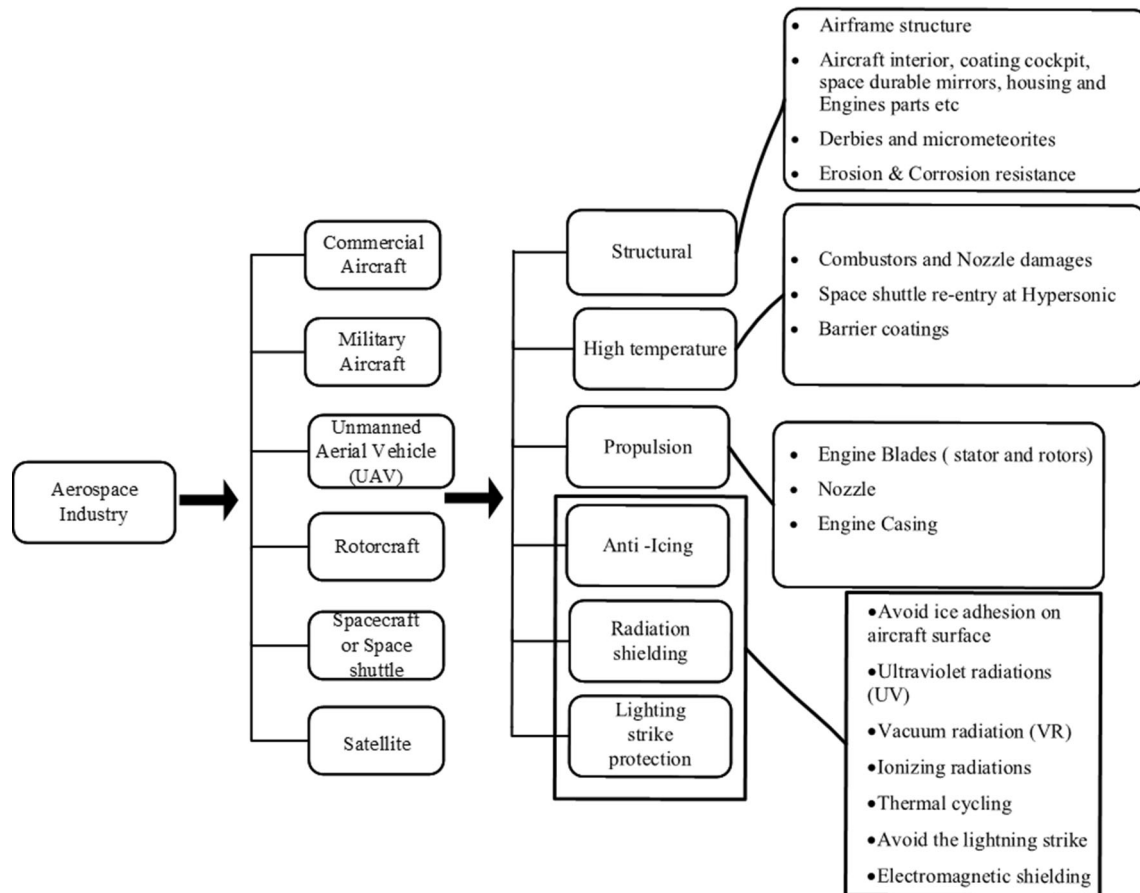 Aerospace
Industry
Commercial
Aircraft
Military
Aircraft
Unmanned
Aerial Vehicle
(UAV)
Rotorcraft
Spacecraft
or Space
shuttle
Satellite
Structural
High temperature
Propulsion
Anti -Icing
Radiation
shielding
Lighting
strike
protection
• Airframe structure
• Aircraft interior, coating cockpit,
space durable mirrors, housing and
Engines parts etc
• Derbies and micrometeorites
• Erosion & Corrosion resistance
• Combustors and Nozzle damages
• Space shuttle re-entry at Hypersonic
• Barrier coatings
• Engine Blades ( stator and rotors)
• Nozzle
• Engine Casing
•Avoid ice adhesion on
aircraft surface
•Ultraviolet radiations
(UV)
•Vacuum radiation (VR)
•Ionizing radiations
•Thermal cycling
•Avoid the lightning strike
•Electromagnetic shielding